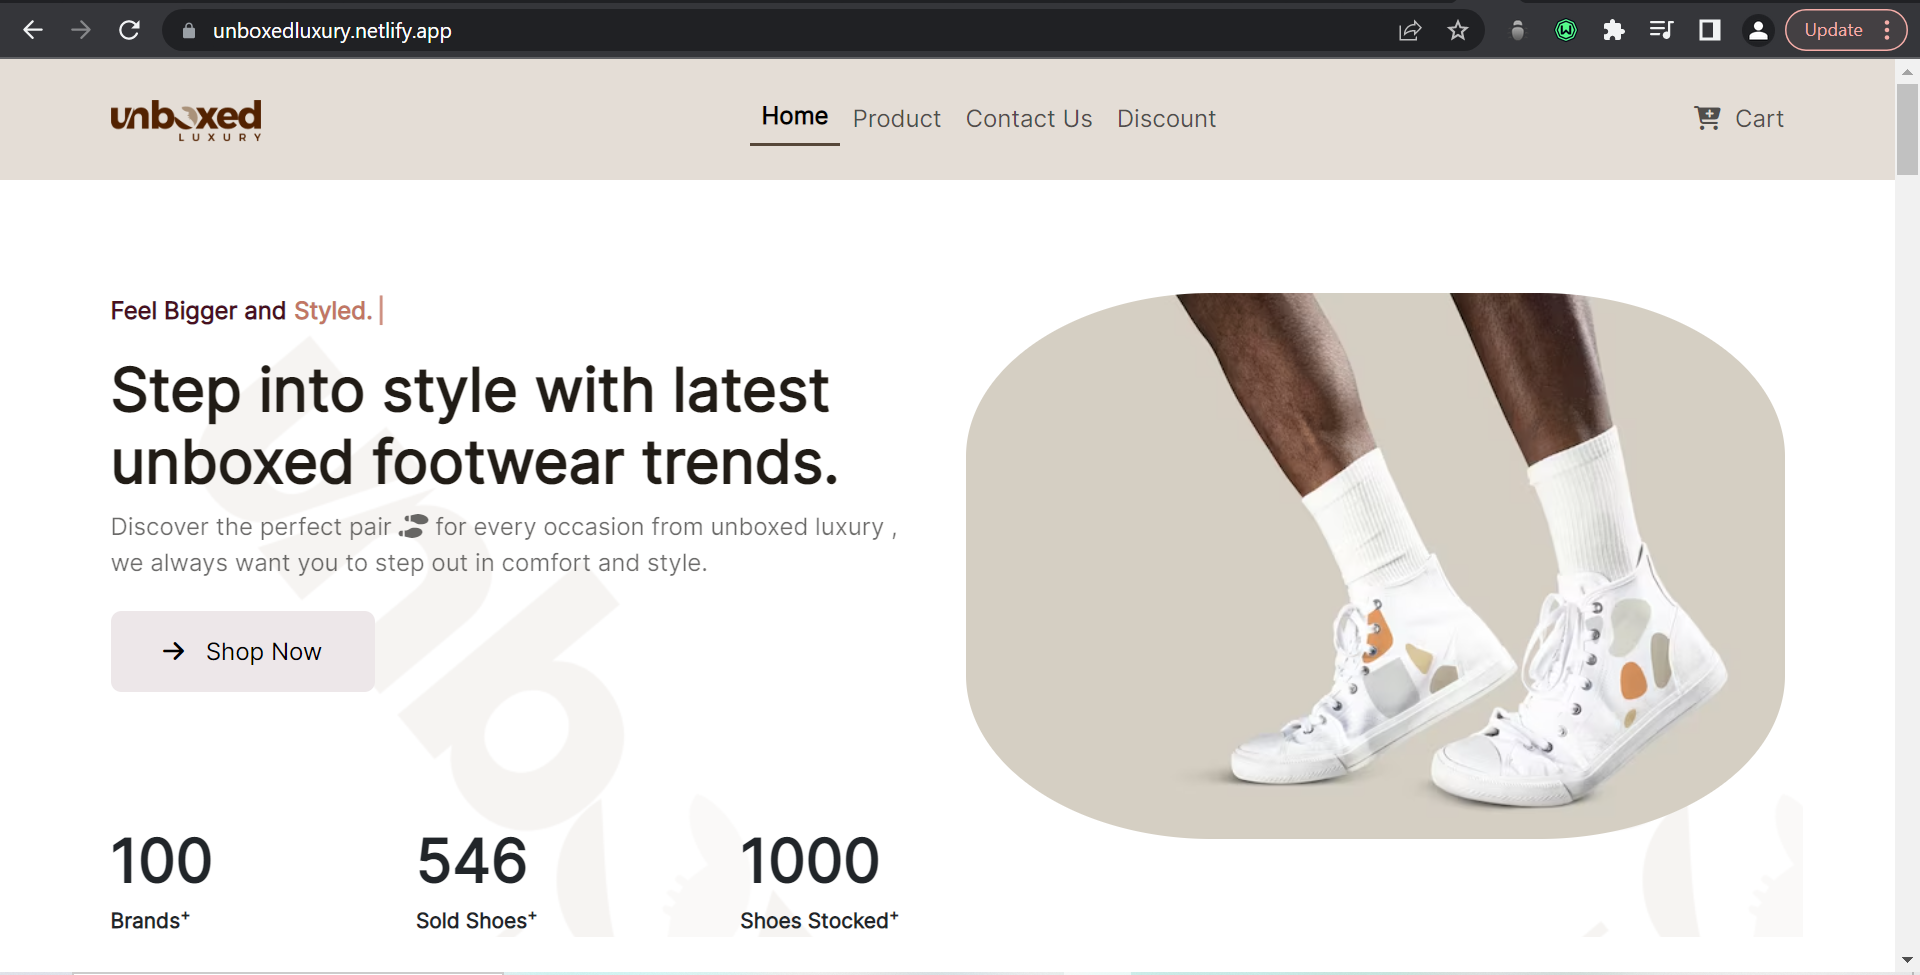 unboxedluxury.netlify.app
Update
unboxed
LUXURY
Home
Product
Contact Us
Discount
Cart
Feel Bigger and Styled.
Step into style with latest
unboxed footwear trends.
Discover the perfect pair for every occasion from unboxed luxury ,
we always want you to step out in comfort and style.
Shop Now
100
546
1000
Brands+
Sold Shoes+
Shoes Stocked+
unb